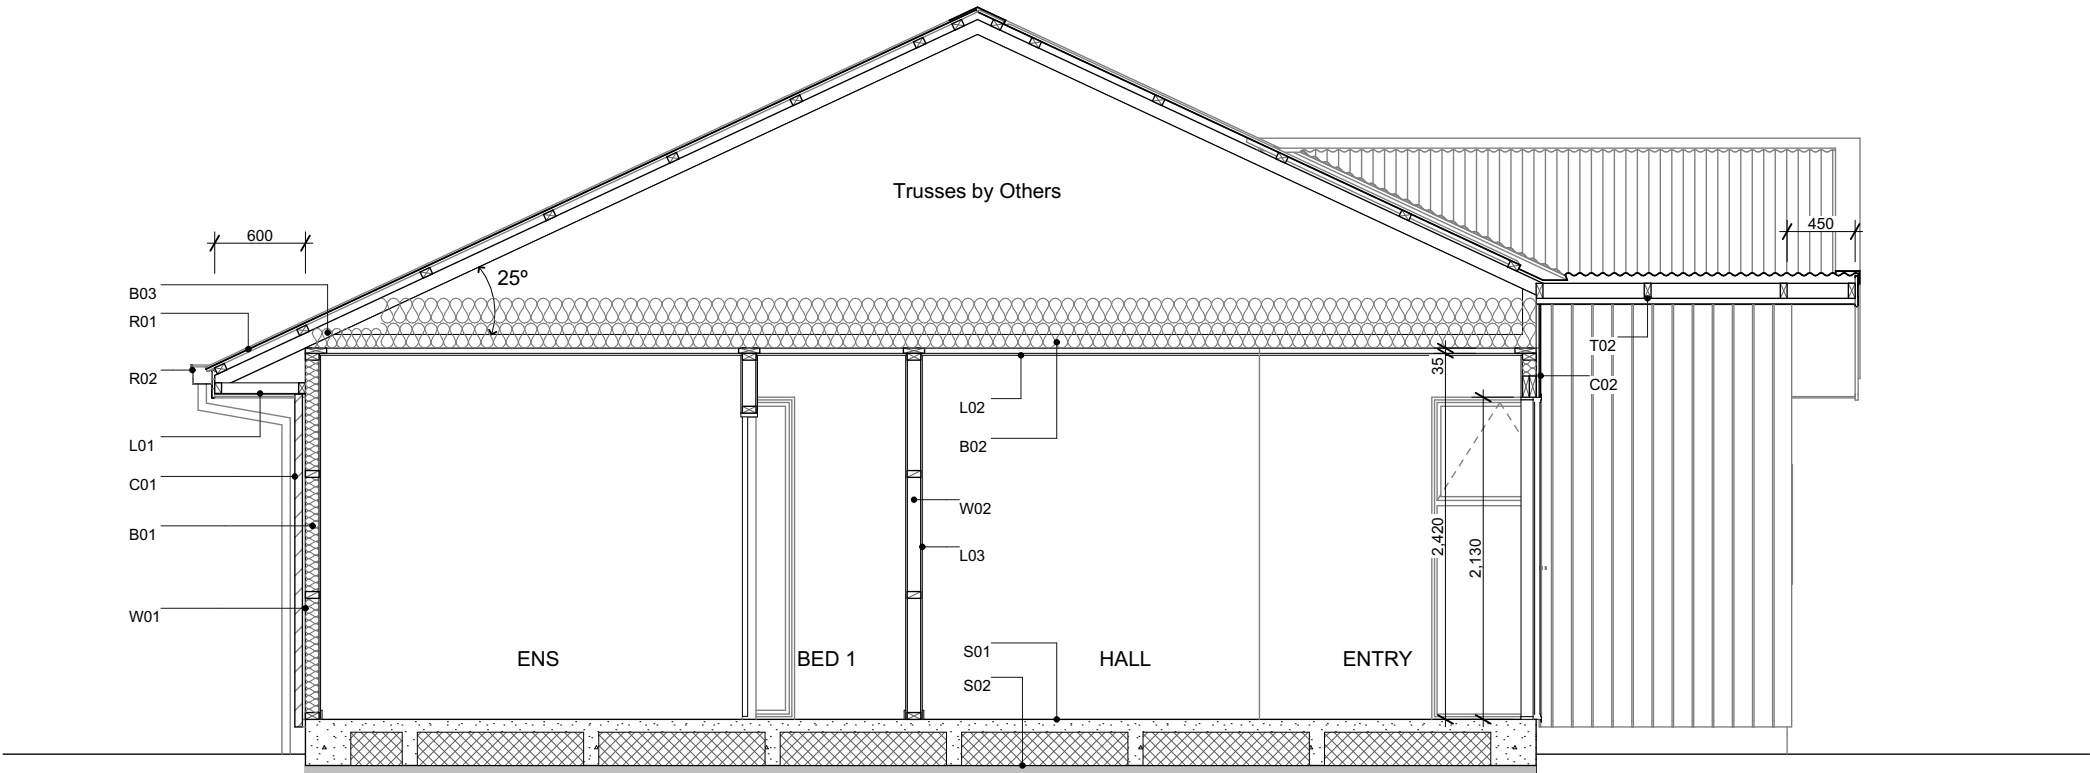 Trusses by Others
600
450
25º
B03
R01
R02
L01
C01
B01
W01
L02
B02
W02
L03
35
2,420
2,130
T02
C02
ENS
BED 1
HALL
ENTRY
S01
S02